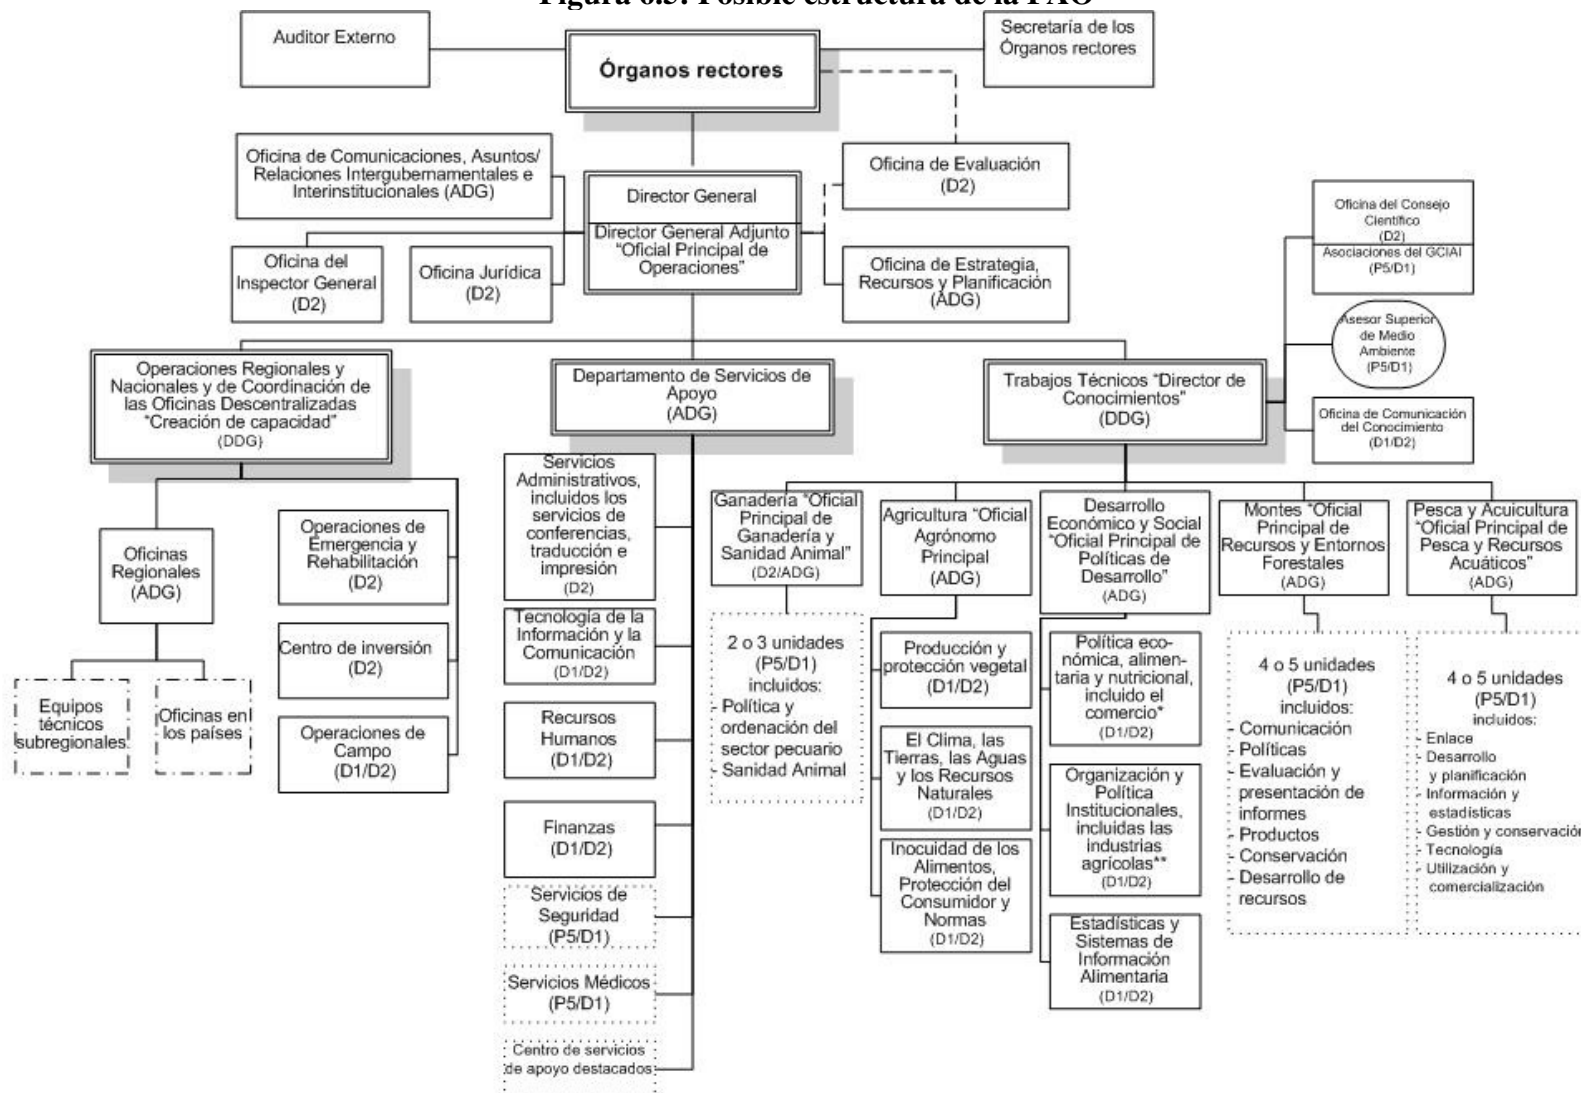 Figura 6.3: Posible estructura de la FAO
Auditor Externo
Órganos rectores
Secretaría de los
Órganos rectores
Oficina de Comunicaciones, Asuntos/
Relaciones Intergubernamentales e
Interinstitucionales (ADG)
Oficina de Evaluación
(D2)
Director General
Director General Adjunto
“Oficial Principal de
Operaciones”
Oficina del
Inspector General
(D2)
Oficina Jurídica
(D2)
Oficina de Estrategia,
Recursos y Planificación
(ADG)
Oficina del Consejo
Científico
(D2)
Asociaciones del GCIAI
(P5/D1)
Asesor Superior
de Medio
Ambiente
(P5/D1)
Oficina de Comunicación
del Conocimiento
(D1/D2)
Operaciones Regionales y
Nacionales y de Coordinación de
las Oficinas Descentralizadas
“Creación de capacidad”
(DDG)
Departamento de Servicios de
Apoyo
(ADG)
Trabajos Técnicos “Director de
Conocimientos”
(DDG)
Oficinas
Regionales
(ADG)
Equipos
técnicos
subregionales
Oficinas en
los países
Operaciones de
Emergencia y
Rehabilitación
(D2)
Centro de inversión
(D2)
Operaciones de
Campo
(D1/D2)
Servicios
Administrativos,
incluidos los
servicios de
conferencias,
traducción e
impresión
(D2)
Tecnología de la
Información y la
Comunicación
(D1/D2)
Recursos
Humanos
(D1/D2)
Finanzas
(D1/D2)
Servicios de
Seguridad
(P5/D1)
Servicios Médicos
(P5/D1)
Centro de servicios
de apoyo destacados
Ganadería “Oficial
Principal de
Ganadería y
Sanidad Animal”
(D2/ADG)
2 o 3 unidades
(P5/D1)
incluidos:
- Política y
ordenación del
sector pecuario
- Sanidad Animal
Agricultura “Oficial
Agrónomo
Principal
(ADG)
Producción y
protección vegetal
(D1/D2)
El Clima, las
Tierras, las Aguas
y los Recursos
Naturales
(D1/D2)
Inocuidad de los
Alimentos,
Protección del
Consumidor y
Normas
(D1/D2)
Desarrollo
Económico y Social
“Oficial Principal de
Políticas de
Desarrollo”
(ADG)
Política eco-
nómica, alimen-
taria y nutricional,
incluido el
comercio*
(D1/D2)
Organización y
Política
Institucionales,
incluidas las
industrias
agrícolas**
(D1/D2)
Estadísticas y
Sistemas de
Información
Alimentaria
(D1/D2)
Montes “Oficial
Principal de
Recursos y Entornos
Forestales
(ADG)
4 o 5 unidades
(P5/D1)
incluidos:
- Comunicación
- Políticas
- Evaluación y
presentación de
informes
- Productos
- Conservación
- Desarrollo de
recursos
Pesca y Acuicultura
“Oficial Principal de
Pesca y Recursos
Acuáticos”
(ADG)
4 o 5 unidades
(P5/D1)
incluidos:
- Enlace
- Desarrollo
y planificación
- Información y
estadísticas
- Gestión y conservación
- Tecnología
- Utilización y
comercialización